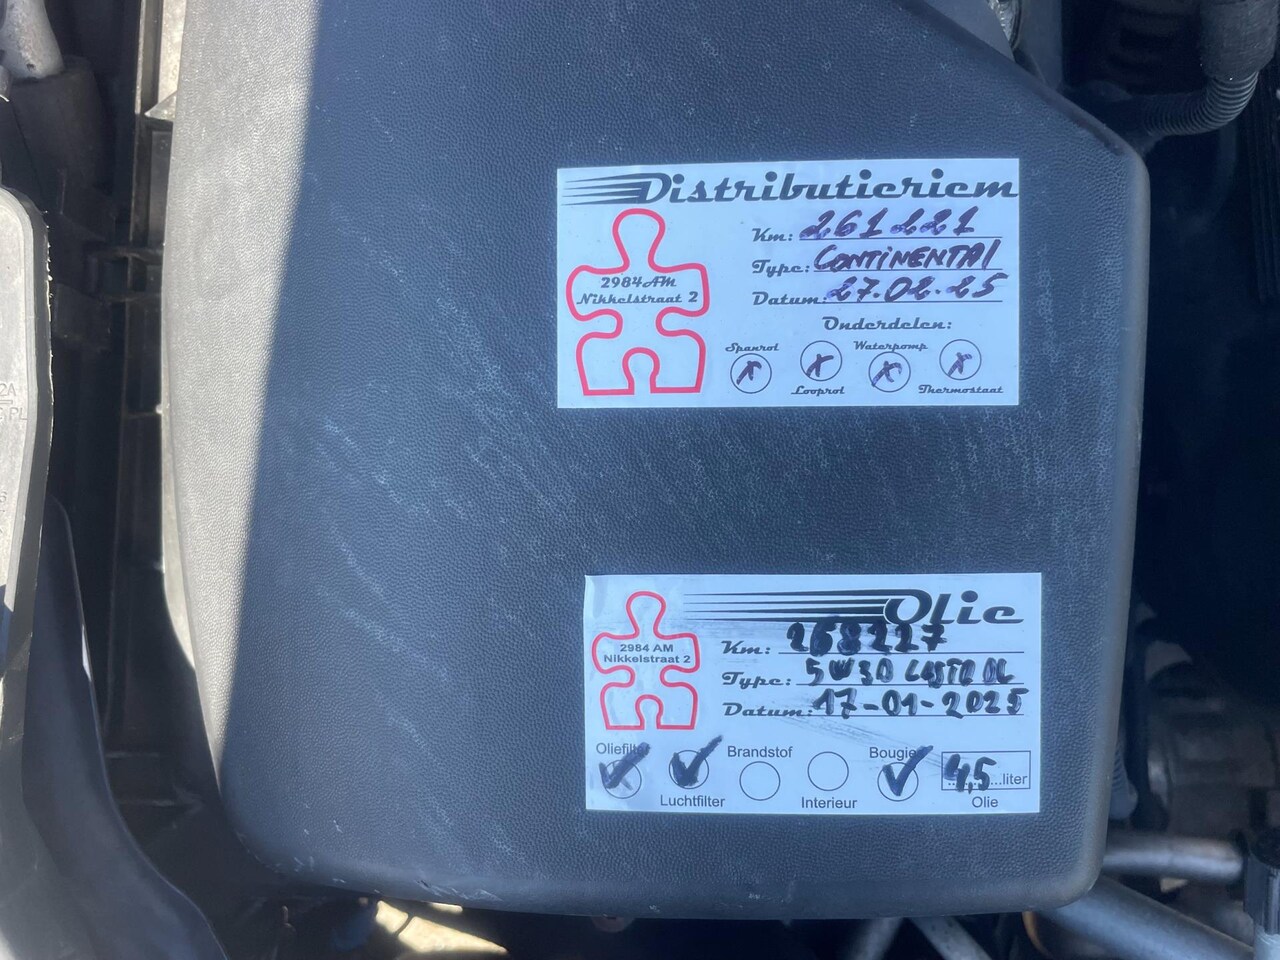 Distributieriem
Km: 261221
2984AM
Nikkelstraat 2
Type: CONTINENTAL
Datum: 27.02.25
Onderdelen:
Spanrol
Looprol
Waterpomp
Thermostaat
Olie
Km: 268227
2984 AM
Nikkelstraat 2
Type: 5W30 CASTROL
Datum: 17-01-2025
Oliefilter
Luchtfilter
Brandstof
Interieur
Bougie
4,5 liter
Olie